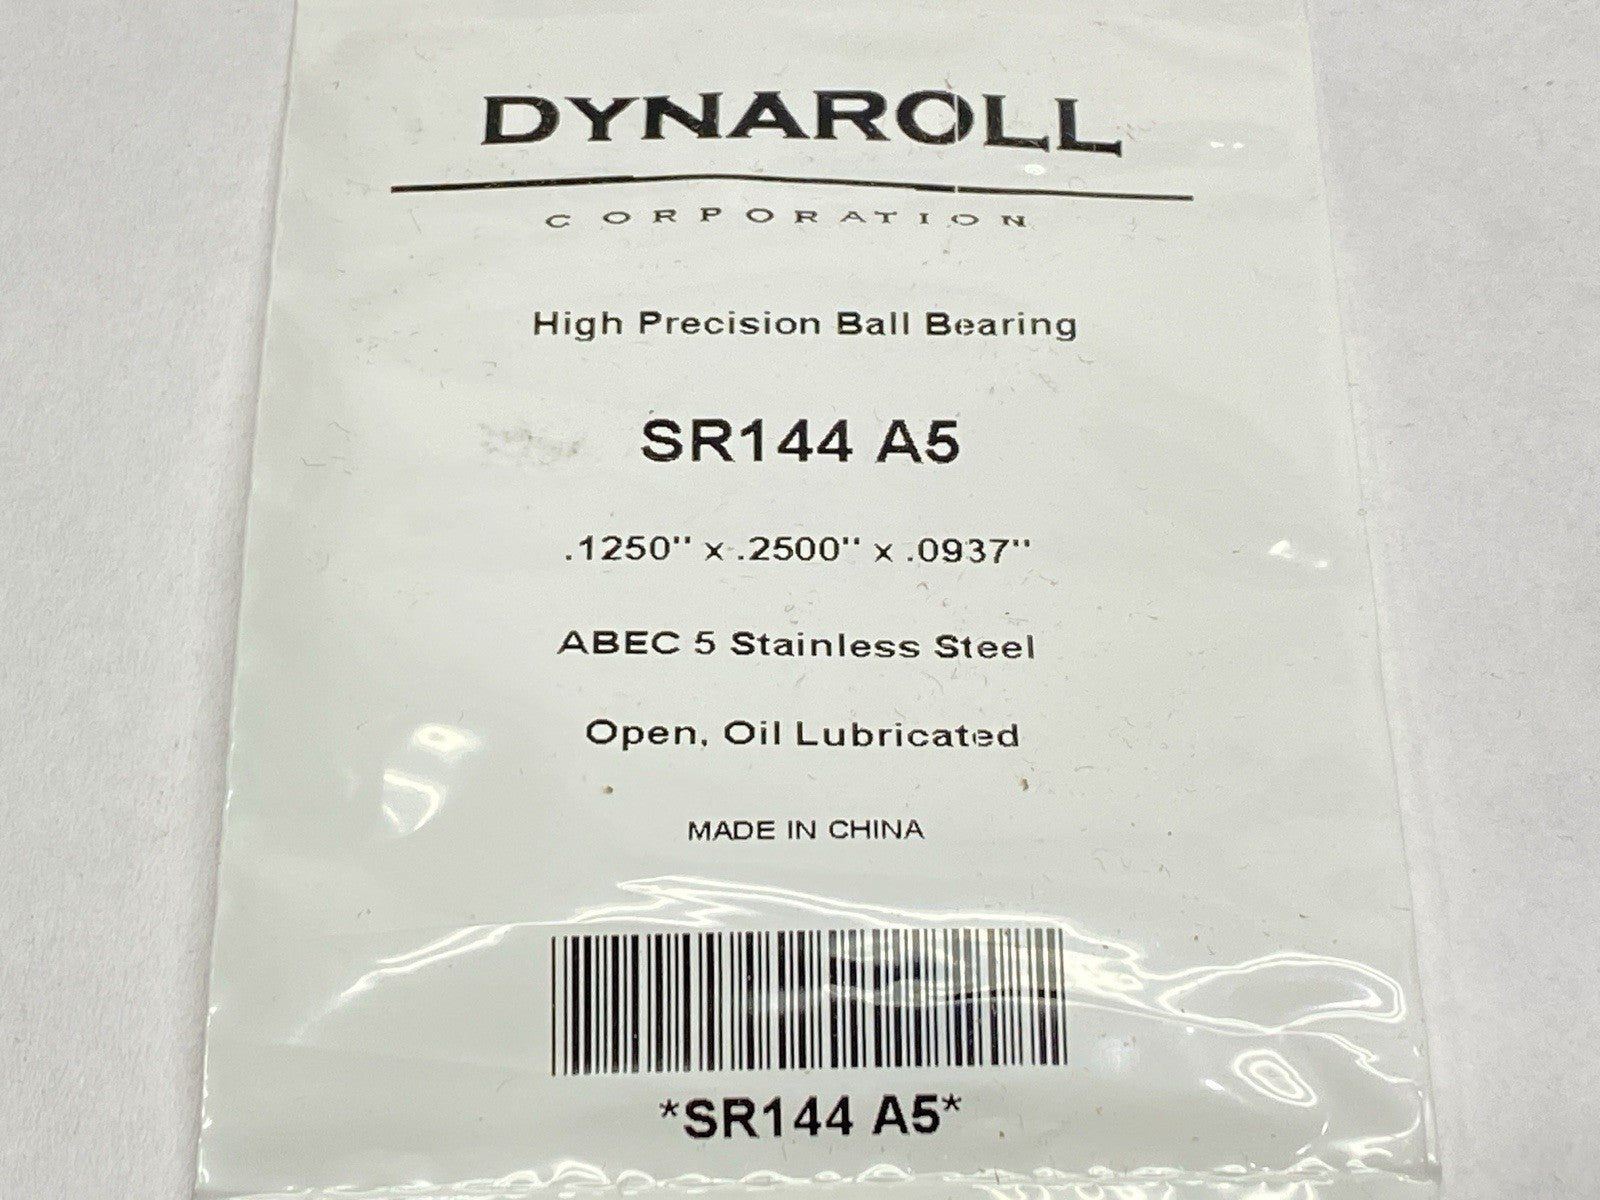 DYNAROLL
CORPORATION
High Precision Ball Bearing
SR144 A5
.1250" x .2500" x .0937"
ABEC 5 Stainless Steel
Open, Oil Lubricated
MADE IN CHINA
*SR144 A5*